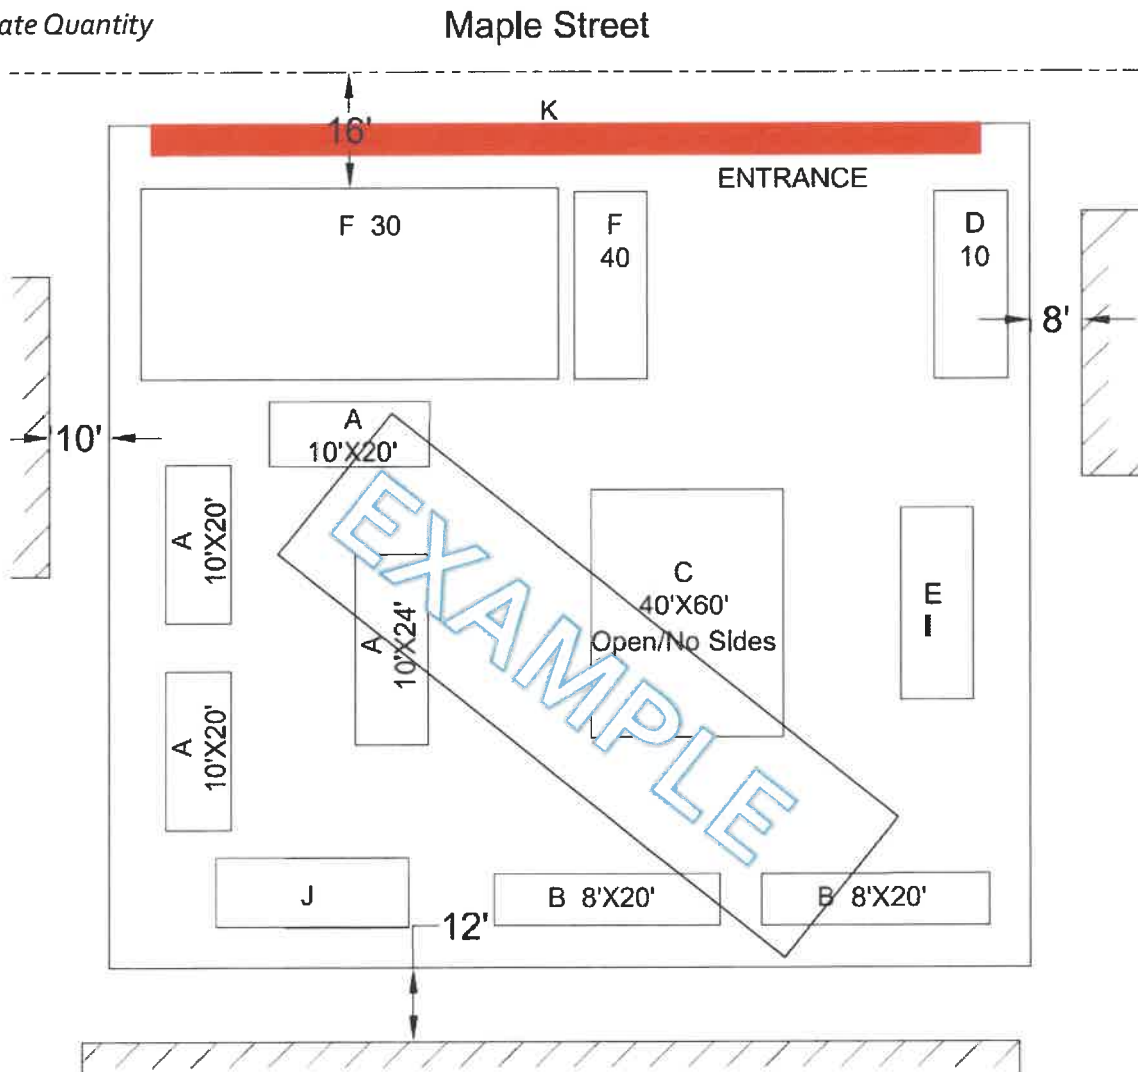 ate Quantity
Maple Street
K
16'
ENTRANCE
F 30
F
40
D
10
8'
10'
A
10'X20'
A
10'X20'
A
10'X24'
A
10'X20'
C
40'X60'
Open/No Sides
E
I
EXAMPLE
J
B 8'X20'
B 8'X20'
12'